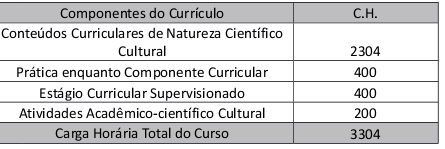 Componentes do Currículo C.H.
Conteúdos Curriculares de Natureza Científico
Cultural 2304
Prática enquanto Componente Curricular 400
Estágio Curricular Supervisionado 400
Atividades Acadêmico-científico Cultural 200
Carga Horária Total do Curso 3304